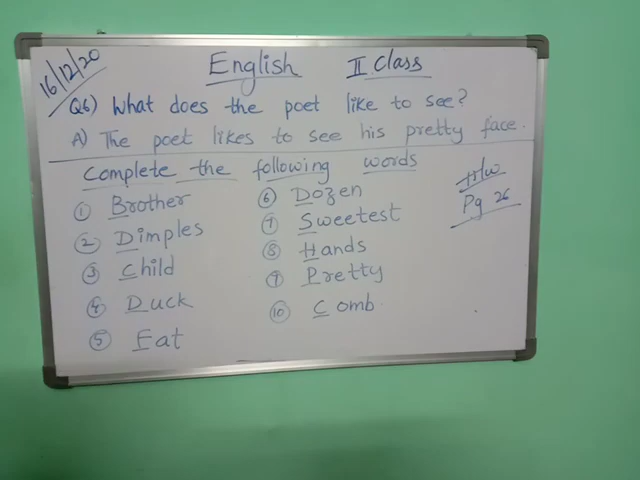 16/12/20
English II Class
Q6) What does the poet like to see?
A) The poet likes to see his pretty face.
Complete the following words
H/W
Pg 26
① Brother
② Dimples
③ Child
④ Duck
⑤ Fat
⑥ Dozen
⑦ Sweetest
⑧ Hands
⑨ Pretty
⑩ Comb